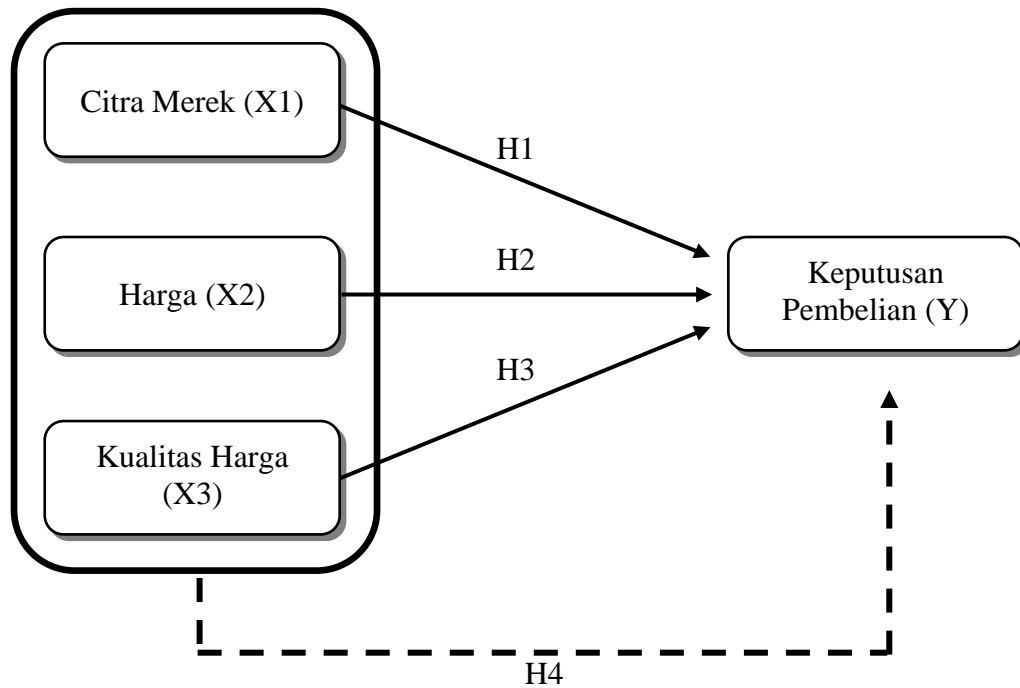 Citra Merek (X1)
H1
Harga (X2)
H2
Keputusan
Pembelian (Y)
H3
Kualitas Harga
(X3)
H4